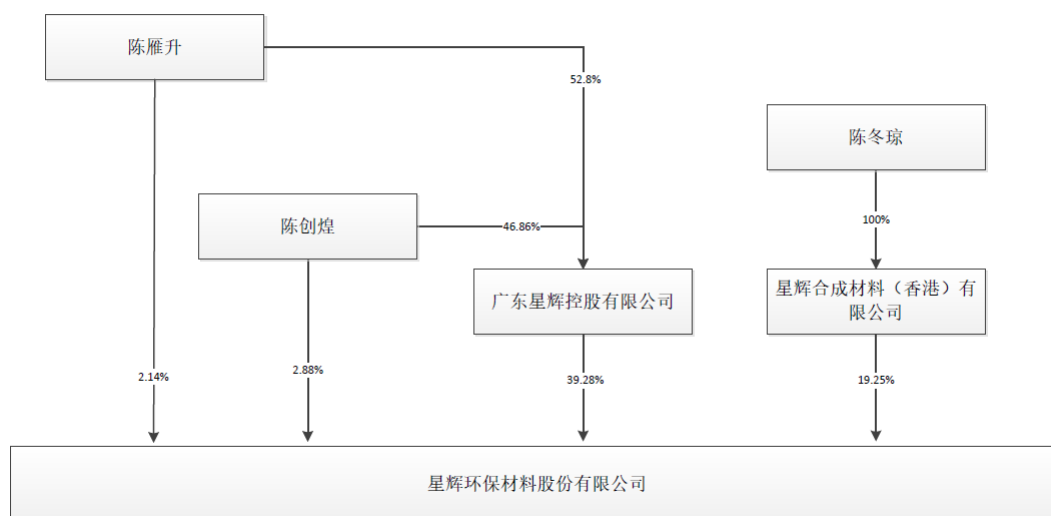 陈雁升
52.8%
陈冬琼
陈创煌
46.86%
100%
广东星辉控股有限公司
星辉合成材料（香港）有
限公司
2.14%
2.88%
39.28%
19.25%
星辉环保材料股份有限公司